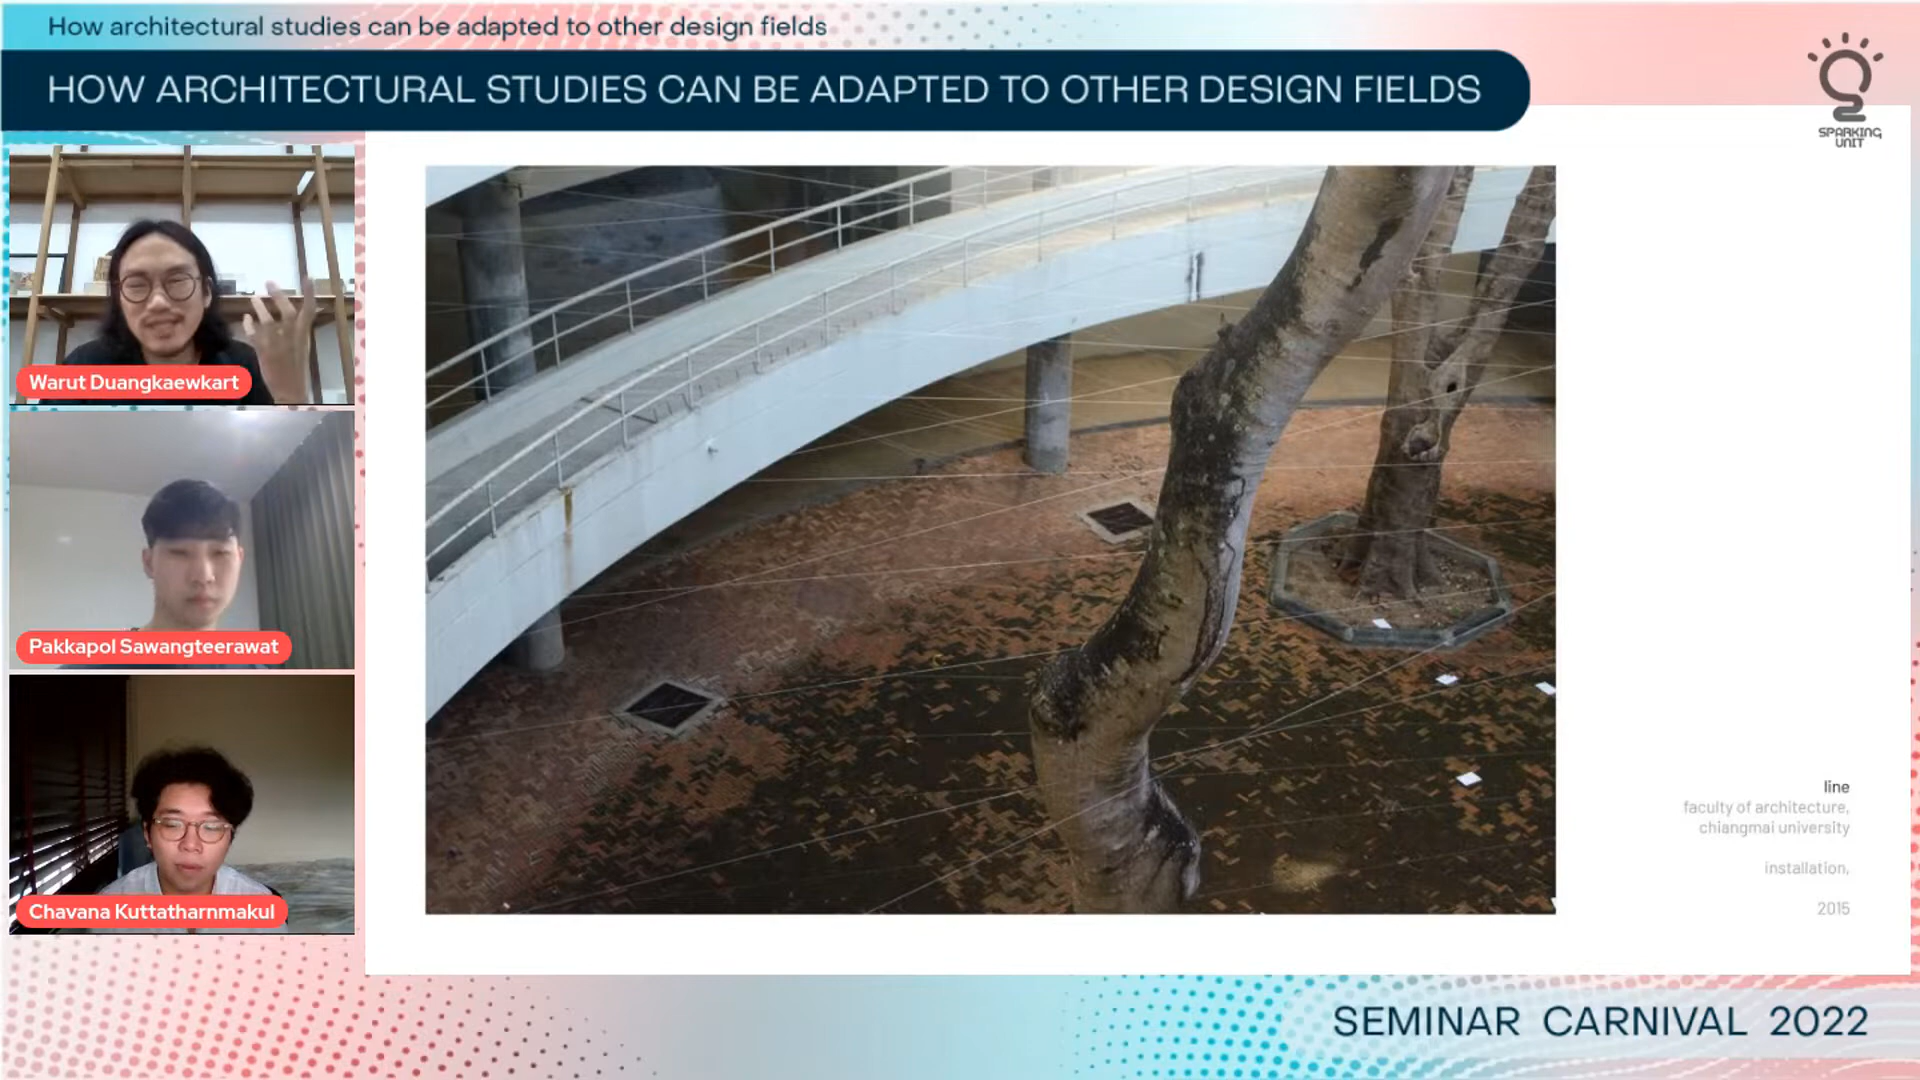 How architectural studies can be adapted to other design fields
HOW ARCHITECTURAL STUDIES CAN BE ADAPTED TO OTHER DESIGN FIELDS
SPARKING
UNIT
Warut Duangkaewkart
Pakkapol Sawangteerawat
Chavana Kuttatharnmakul
line
faculty of architecture,
chiangmai university
installation,
2015
SEMINAR CARNIVAL 2022